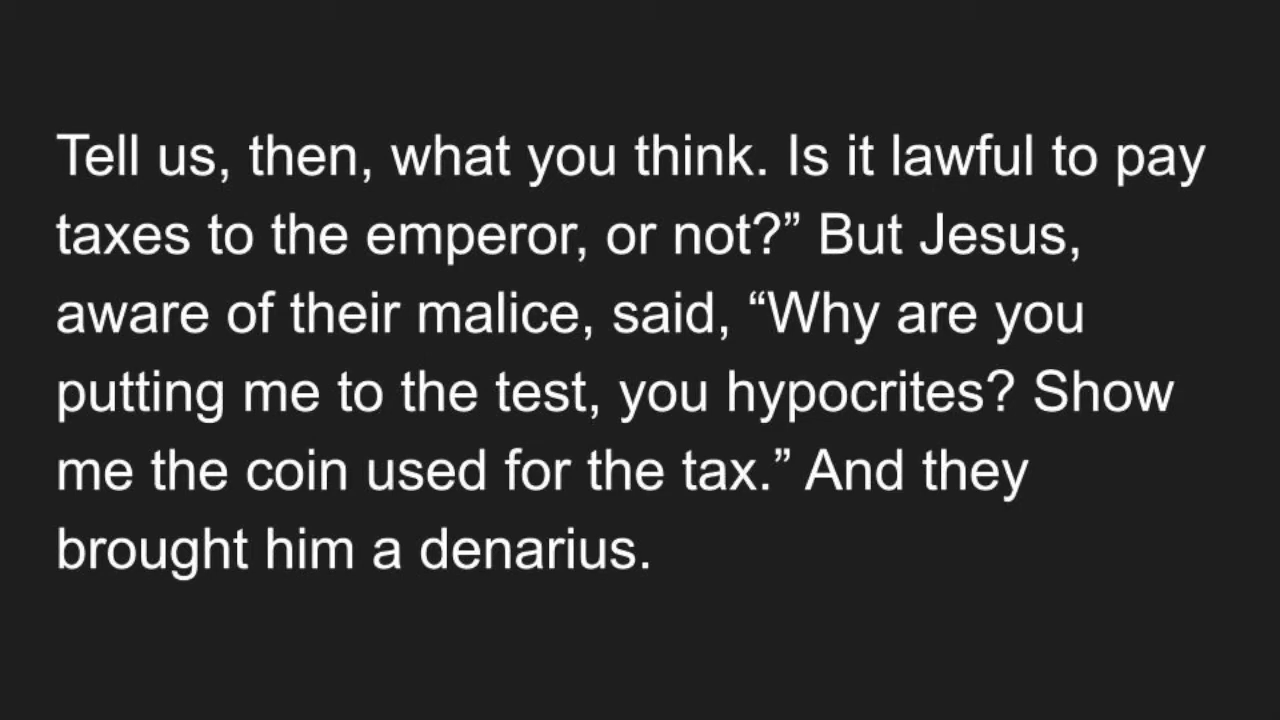 Tell us, then, what you think. Is it lawful to pay
taxes to the emperor, or not?” But Jesus,
aware of their malice, said, “Why are you
putting me to the test, you hypocrites? Show
me the coin used for the tax.” And they
brought him a denarius.